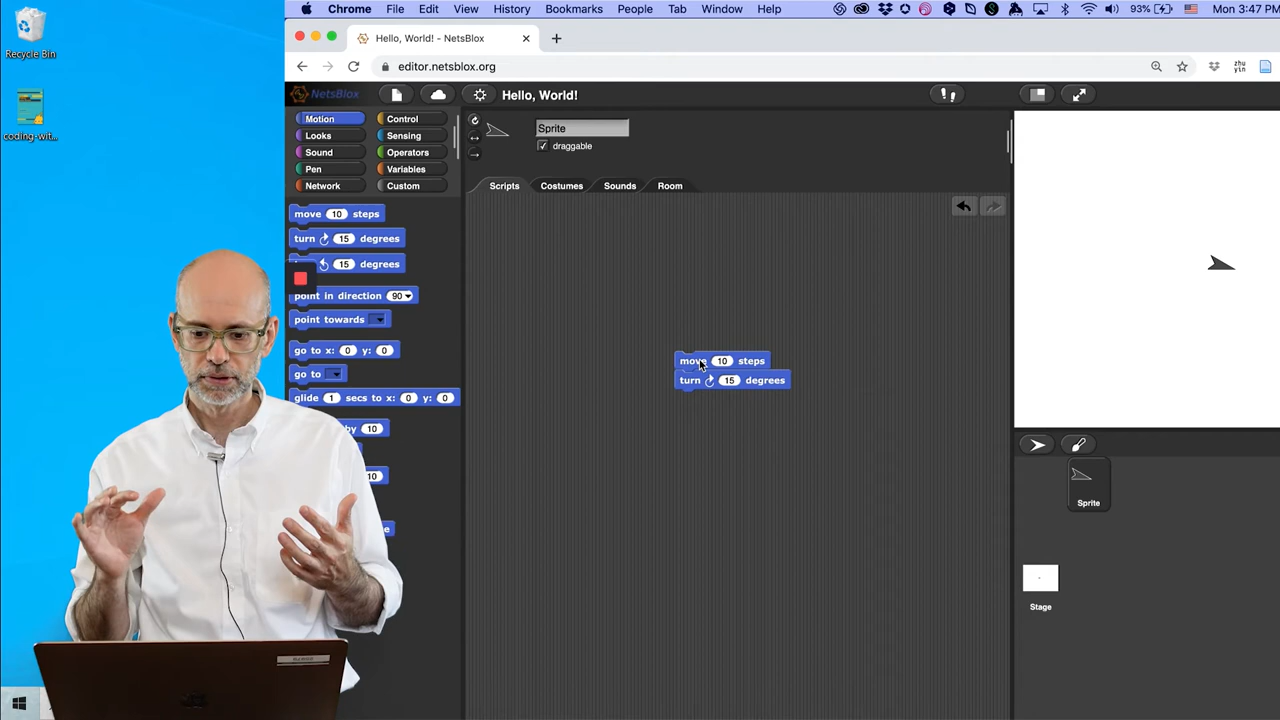 Recycle Bin
coding-wit...
Chrome File Edit View History Bookmarks People Tab Window Help
93% Mon 3:47 PM
Hello, World! - NetsBlox
editor.netsblox.org
zhu
yin
NetsBlox
Hello, World!
Motion Control
Looks Sensing
Sound Operators
Pen Variables
Network Custom
Sprite
draggable
Scripts Costumes Sounds Room
move 10 steps
turn 15 degrees
15 degrees
point in direction 90
point towards
go to x: 0 y: 0
go to
glide 1 secs to x: 0 y: 0
by 10
10
move 10 steps
turn 15 degrees
Sprite
Stage